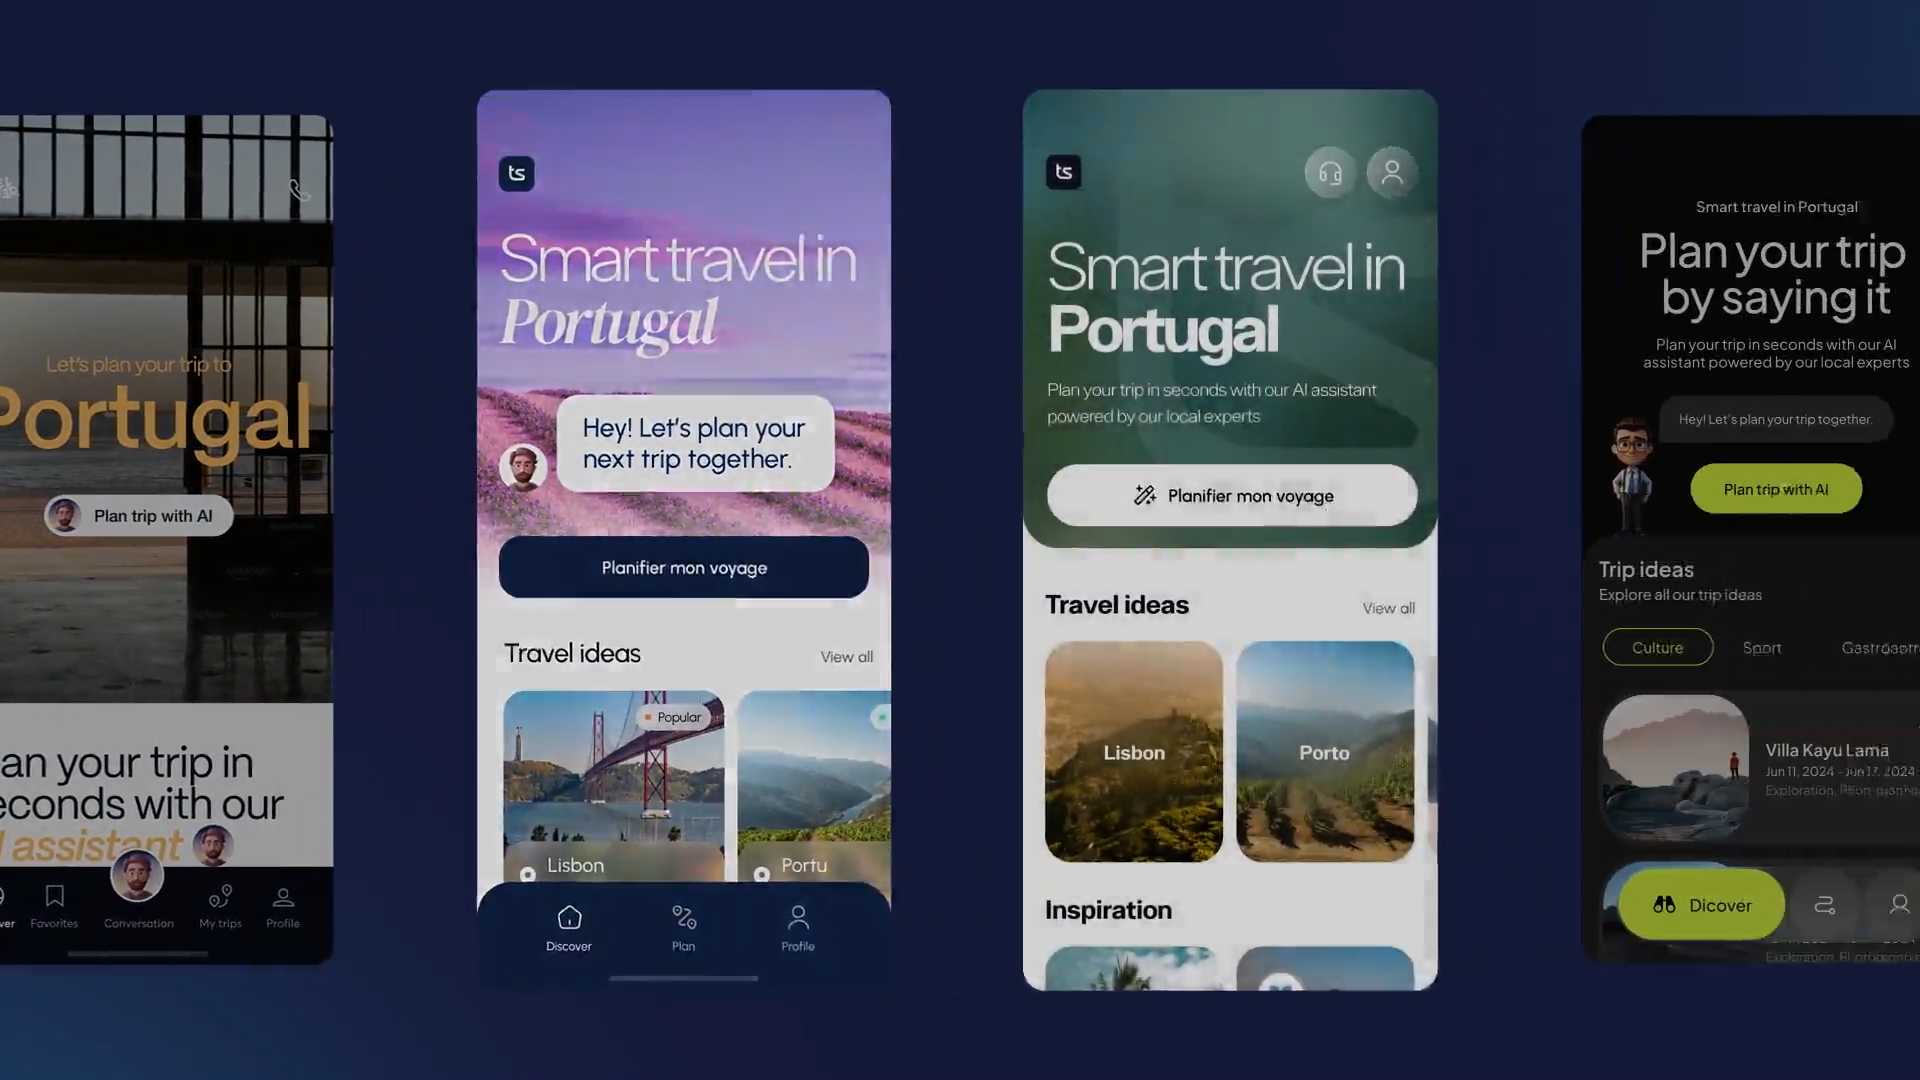 Let's plan your trip to
Portugal
Plan trip with AI
an your trip in
econds with our
assistant
Favorites
Conversation
My trips
Profile
ts
Smart travel in
Portugal
Hey! Let's plan your
next trip together.
Planifier mon voyage
Travel ideas
View all
Popular
Lisbon
Portu
Discover
Plan
Profile
ts
Smart travel in
Portugal
Plan your trip in seconds with our AI assistant
powered by our local experts
Planifier mon voyage
Travel ideas
View all
Lisbon
Porto
Inspiration
Smart travel in Portugal
Plan your trip
by saying it
Plan your trip in seconds with our AI
assistant powered by our local experts
Hey! Let's plan your trip together.
Plan trip with AI
Trip ideas
Explore all our trip ideas
Culture
Sport
Villa Kayu Lama
Jun 11, 2024 - Jun 17, 2024
Exploration,
Dicover